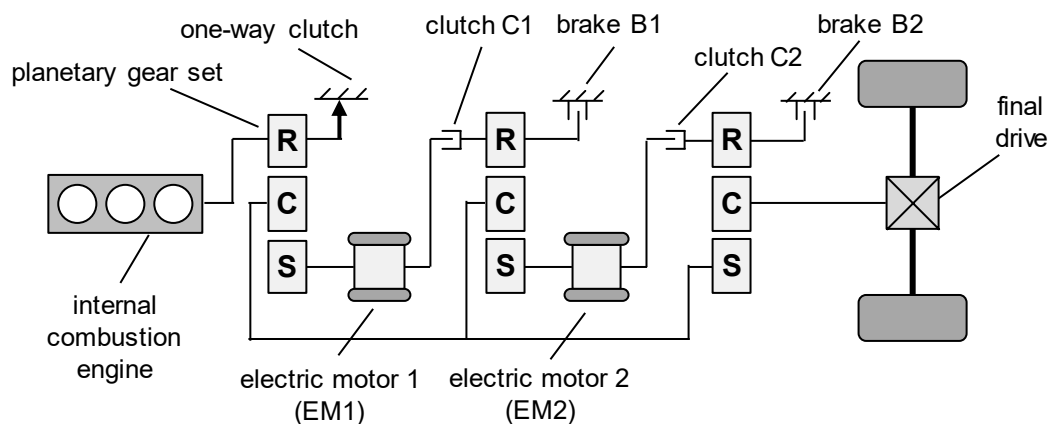 one-way clutch
clutch C1
brake B1
brake B2
planetary gear set
clutch C2
final
drive
R
R
R
C
C
C
S
S
S
internal
combustion
engine
electric motor 1
(EM1)
electric motor 2
(EM2)